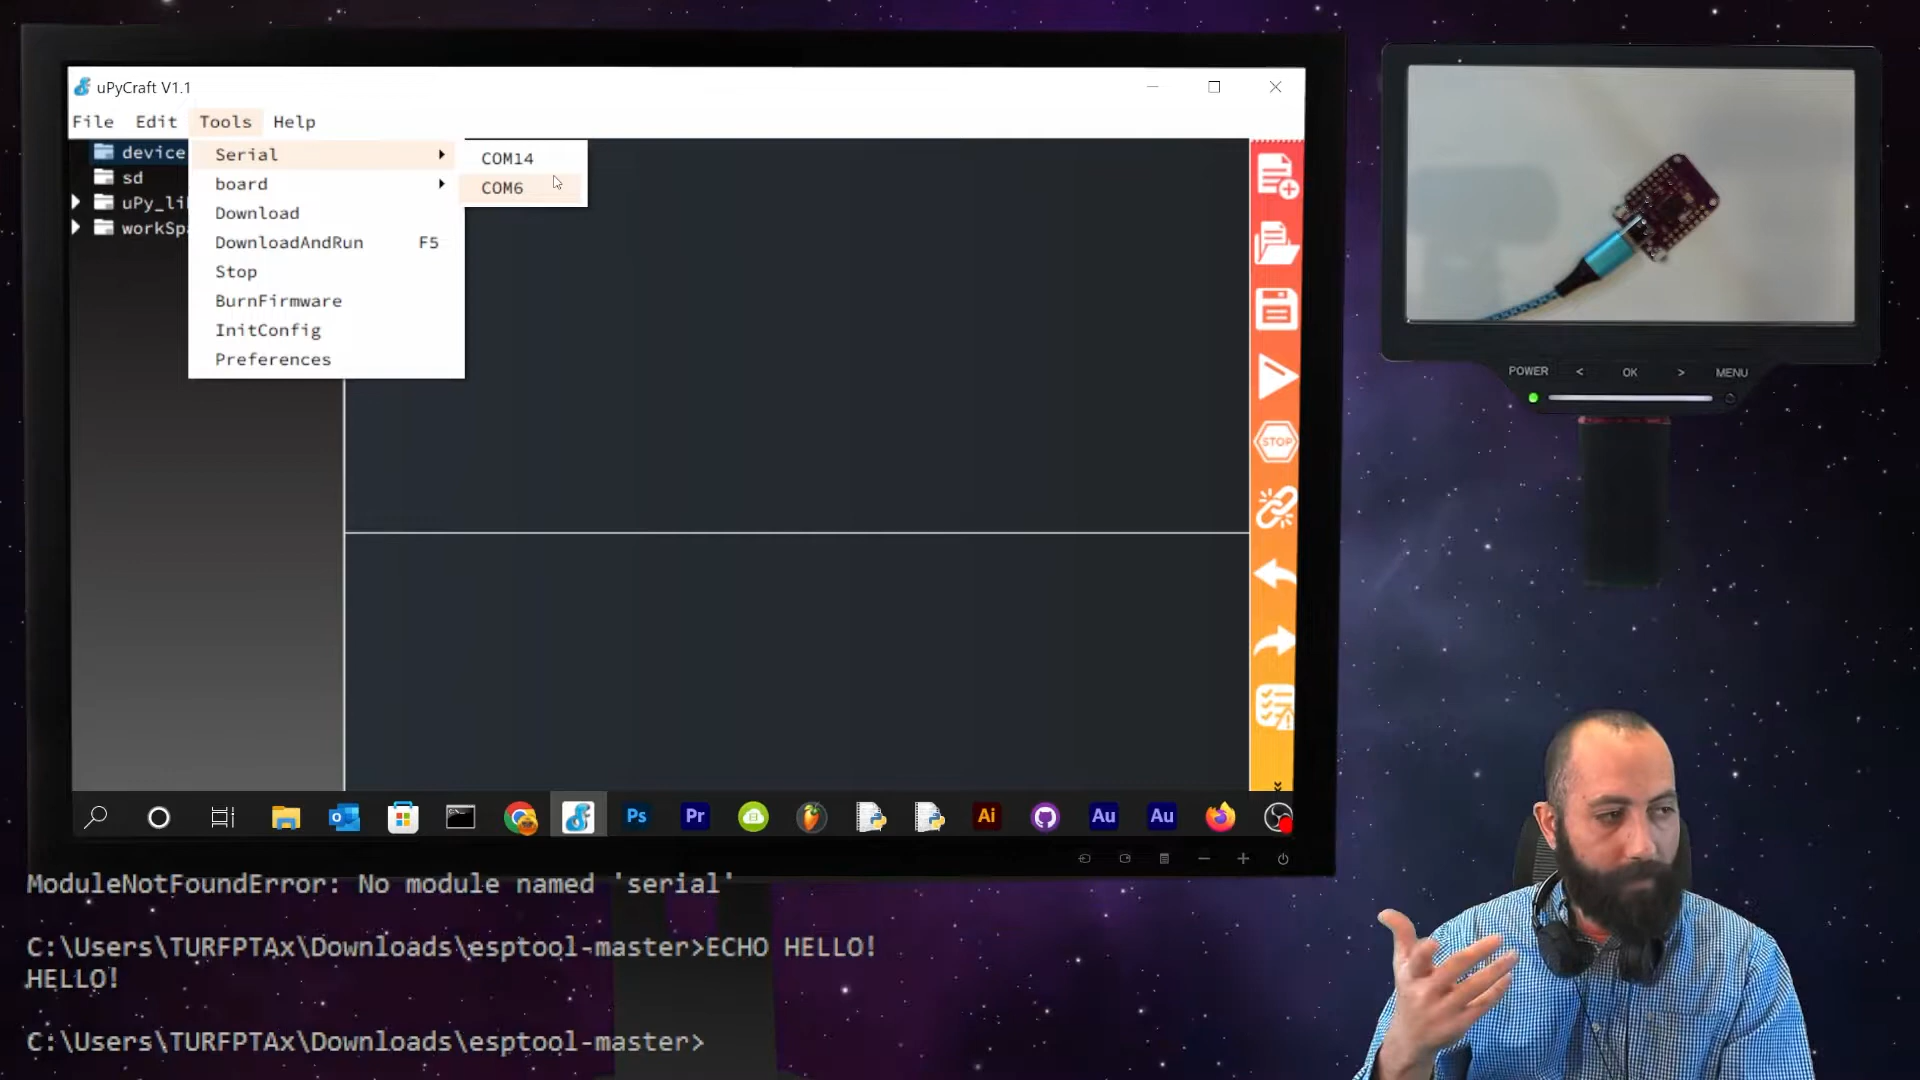 uPyCraft V1.1
File Edit Tools Help
device
sd
uPy_li
workSp
Serial
board
Download
DownloadAndRun F5
Stop
BurnFirmware
InitConfig
Preferences
COM14
COM6
STOP
Ps
Pr
Ai
Au
Au
POWER < OK > MENU
ModuleNotFoundError: No module named 'serial'
C:\Users\TURFPTAx\Downloads\esptool-master>ECHO HELLO!
HELLO!
C:\Users\TURFPTAx\Downloads\esptool-master>